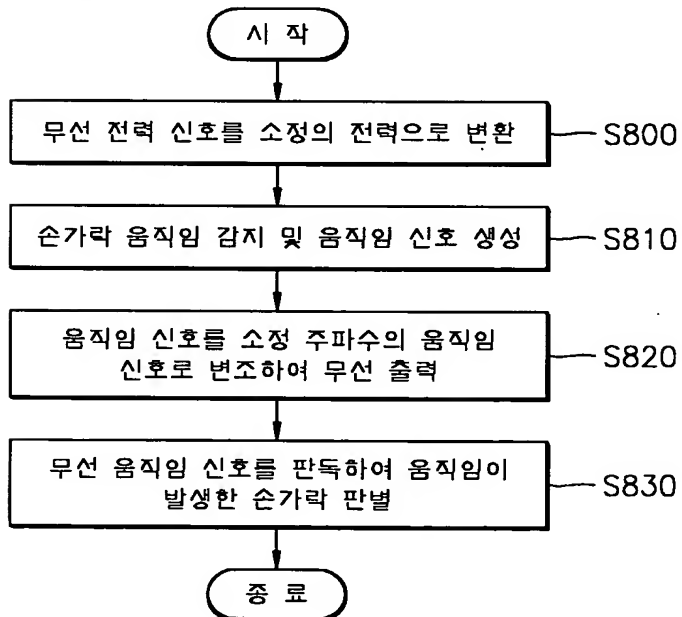 시 작
무선 전력 신호를 소정의 전력으로 변환
S800
손가락 움직임 감지 및 움직임 신호 생성
S810
움직임 신호를 소정 주파수의 움직임
신호로 변조하여 무선 출력
S820
무선 움직임 신호를 판독하여 움직임이
발생한 손가락 판별
S830
종 료